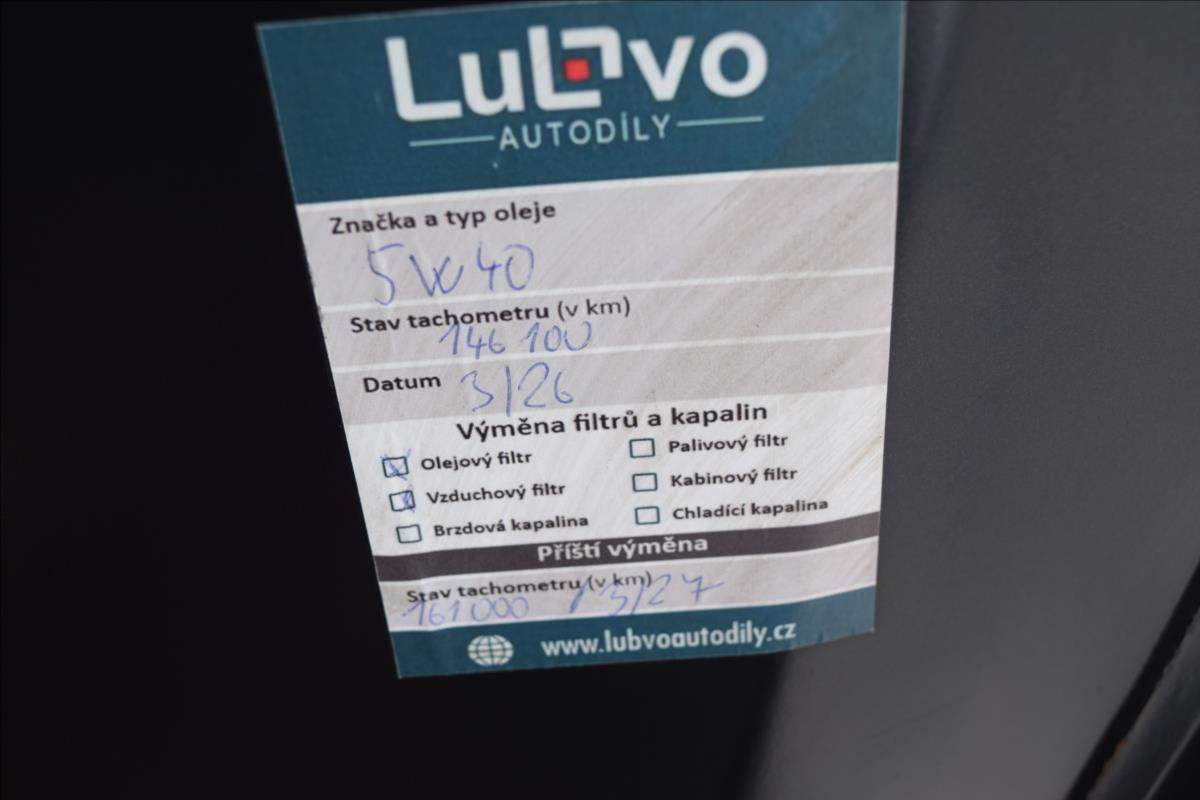 Lubvo
AUTODÍLY
Značka a typ oleje
5W40
Stav tachometru (v km)
146 100
Datum 3/26
Výměna filtrů a kapalin
Olejový filtr Palivový filtr
Vzduchový filtr Kabinový filtr
Brzdová kapalina Chladící kapalina
Příští výměna
Stav tachometru (v km)
161 000 / 3/27
www.lubvoautodily.cz